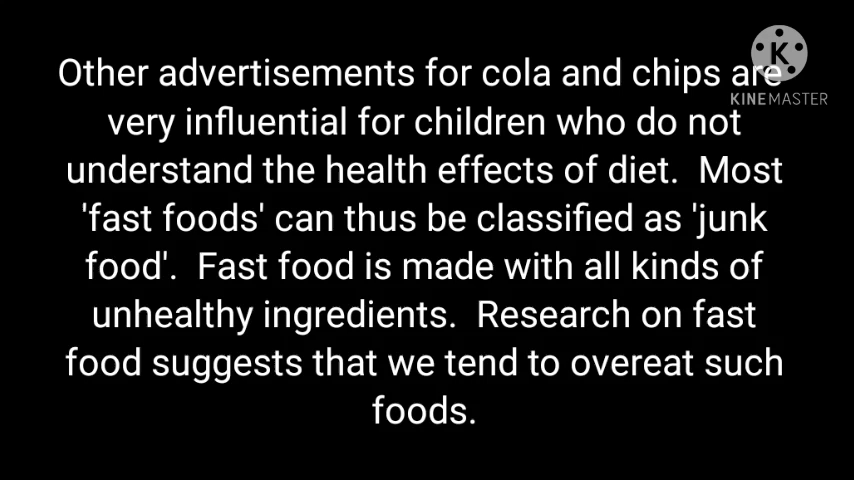 Other advertisements for cola and chips are
very influential for children who do not
understand the health effects of diet.  Most
'fast foods' can thus be classified as 'junk
food'.  Fast food is made with all kinds of
unhealthy ingredients.  Research on fast
food suggests that we tend to overeat such
foods.
K
KINEMASTER